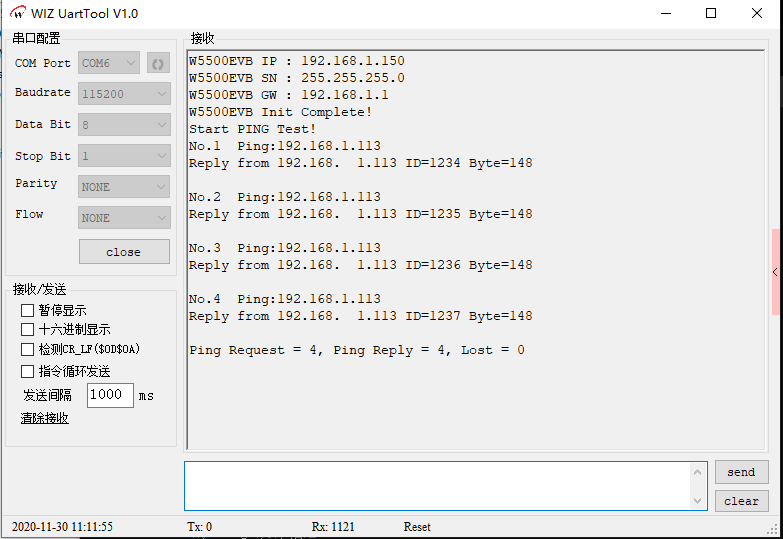 WIZ UartTool V1.0
串口配置
COM Port COM6
Baudrate 115200
Data Bit 8
Stop Bit 1
Parity NONE
Flow NONE
close
接收/发送
暂停显示
十六进制显示
检测CR_LF($0D$0A)
指令循环发送
发送间隔 1000 ms
清除接收
接收
W5500EVB IP : 192.168.1.150
W5500EVB SN : 255.255.255.0
W5500EVB GW : 192.168.1.1
W5500EVB Init Complete!
Start PING Test!
No.1  Ping:192.168.1.113
Reply from 192.168.  1.113 ID=1234 Byte=148
No.2  Ping:192.168.1.113
Reply from 192.168.  1.113 ID=1235 Byte=148
No.3  Ping:192.168.1.113
Reply from 192.168.  1.113 ID=1236 Byte=148
No.4  Ping:192.168.1.113
Reply from 192.168.  1.113 ID=1237 Byte=148
Ping Request = 4, Ping Reply = 4, Lost = 0
send
clear
2020-11-30 11:11:55 Tx: 0 Rx: 1121 Reset